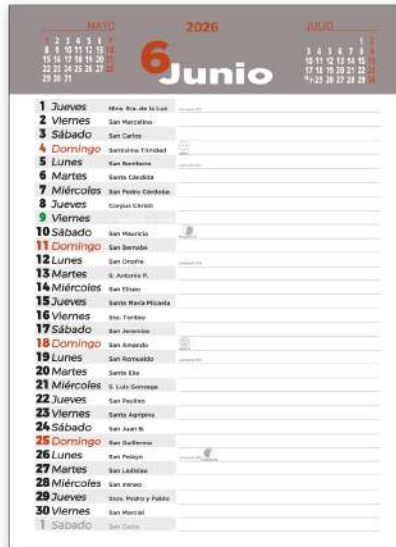 MAYO
2026
JULIO
6
Junio
1 Jueves Ntra. Sra. de la Luz
2 Viernes San Marcelino
3 Sábado San Carlos
4 Domingo Santísima Trinidad
5 Lunes San Bonifacio
6 Martes Santa Cándida
7 Miércoles San Pedro Córdoba
8 Jueves Corpus Christi
9 Viernes
10 Sábado San Mauricio
11 Domingo San Bernabé
12 Lunes San Onofre
13 Martes S. Antonio P.
14 Miércoles San Eliseo
15 Jueves Santa María Micaela
16 Viernes Sto. Toribio
17 Sábado San Jeremías
18 Domingo San Amando
19 Lunes San Romualdo
20 Martes Santa Elia
21 Miércoles S. Luis Gonzaga
22 Jueves San Paulino
23 Viernes Santa Agripina
24 Sábado San Juan B.
25 Domingo San Guillermo
26 Lunes San Pelayo
27 Martes San Ladislao
28 Miércoles San Ireneo
29 Jueves Stos. Pedro y Pablo
30 Viernes San Marcial
1 Sábado San Casto